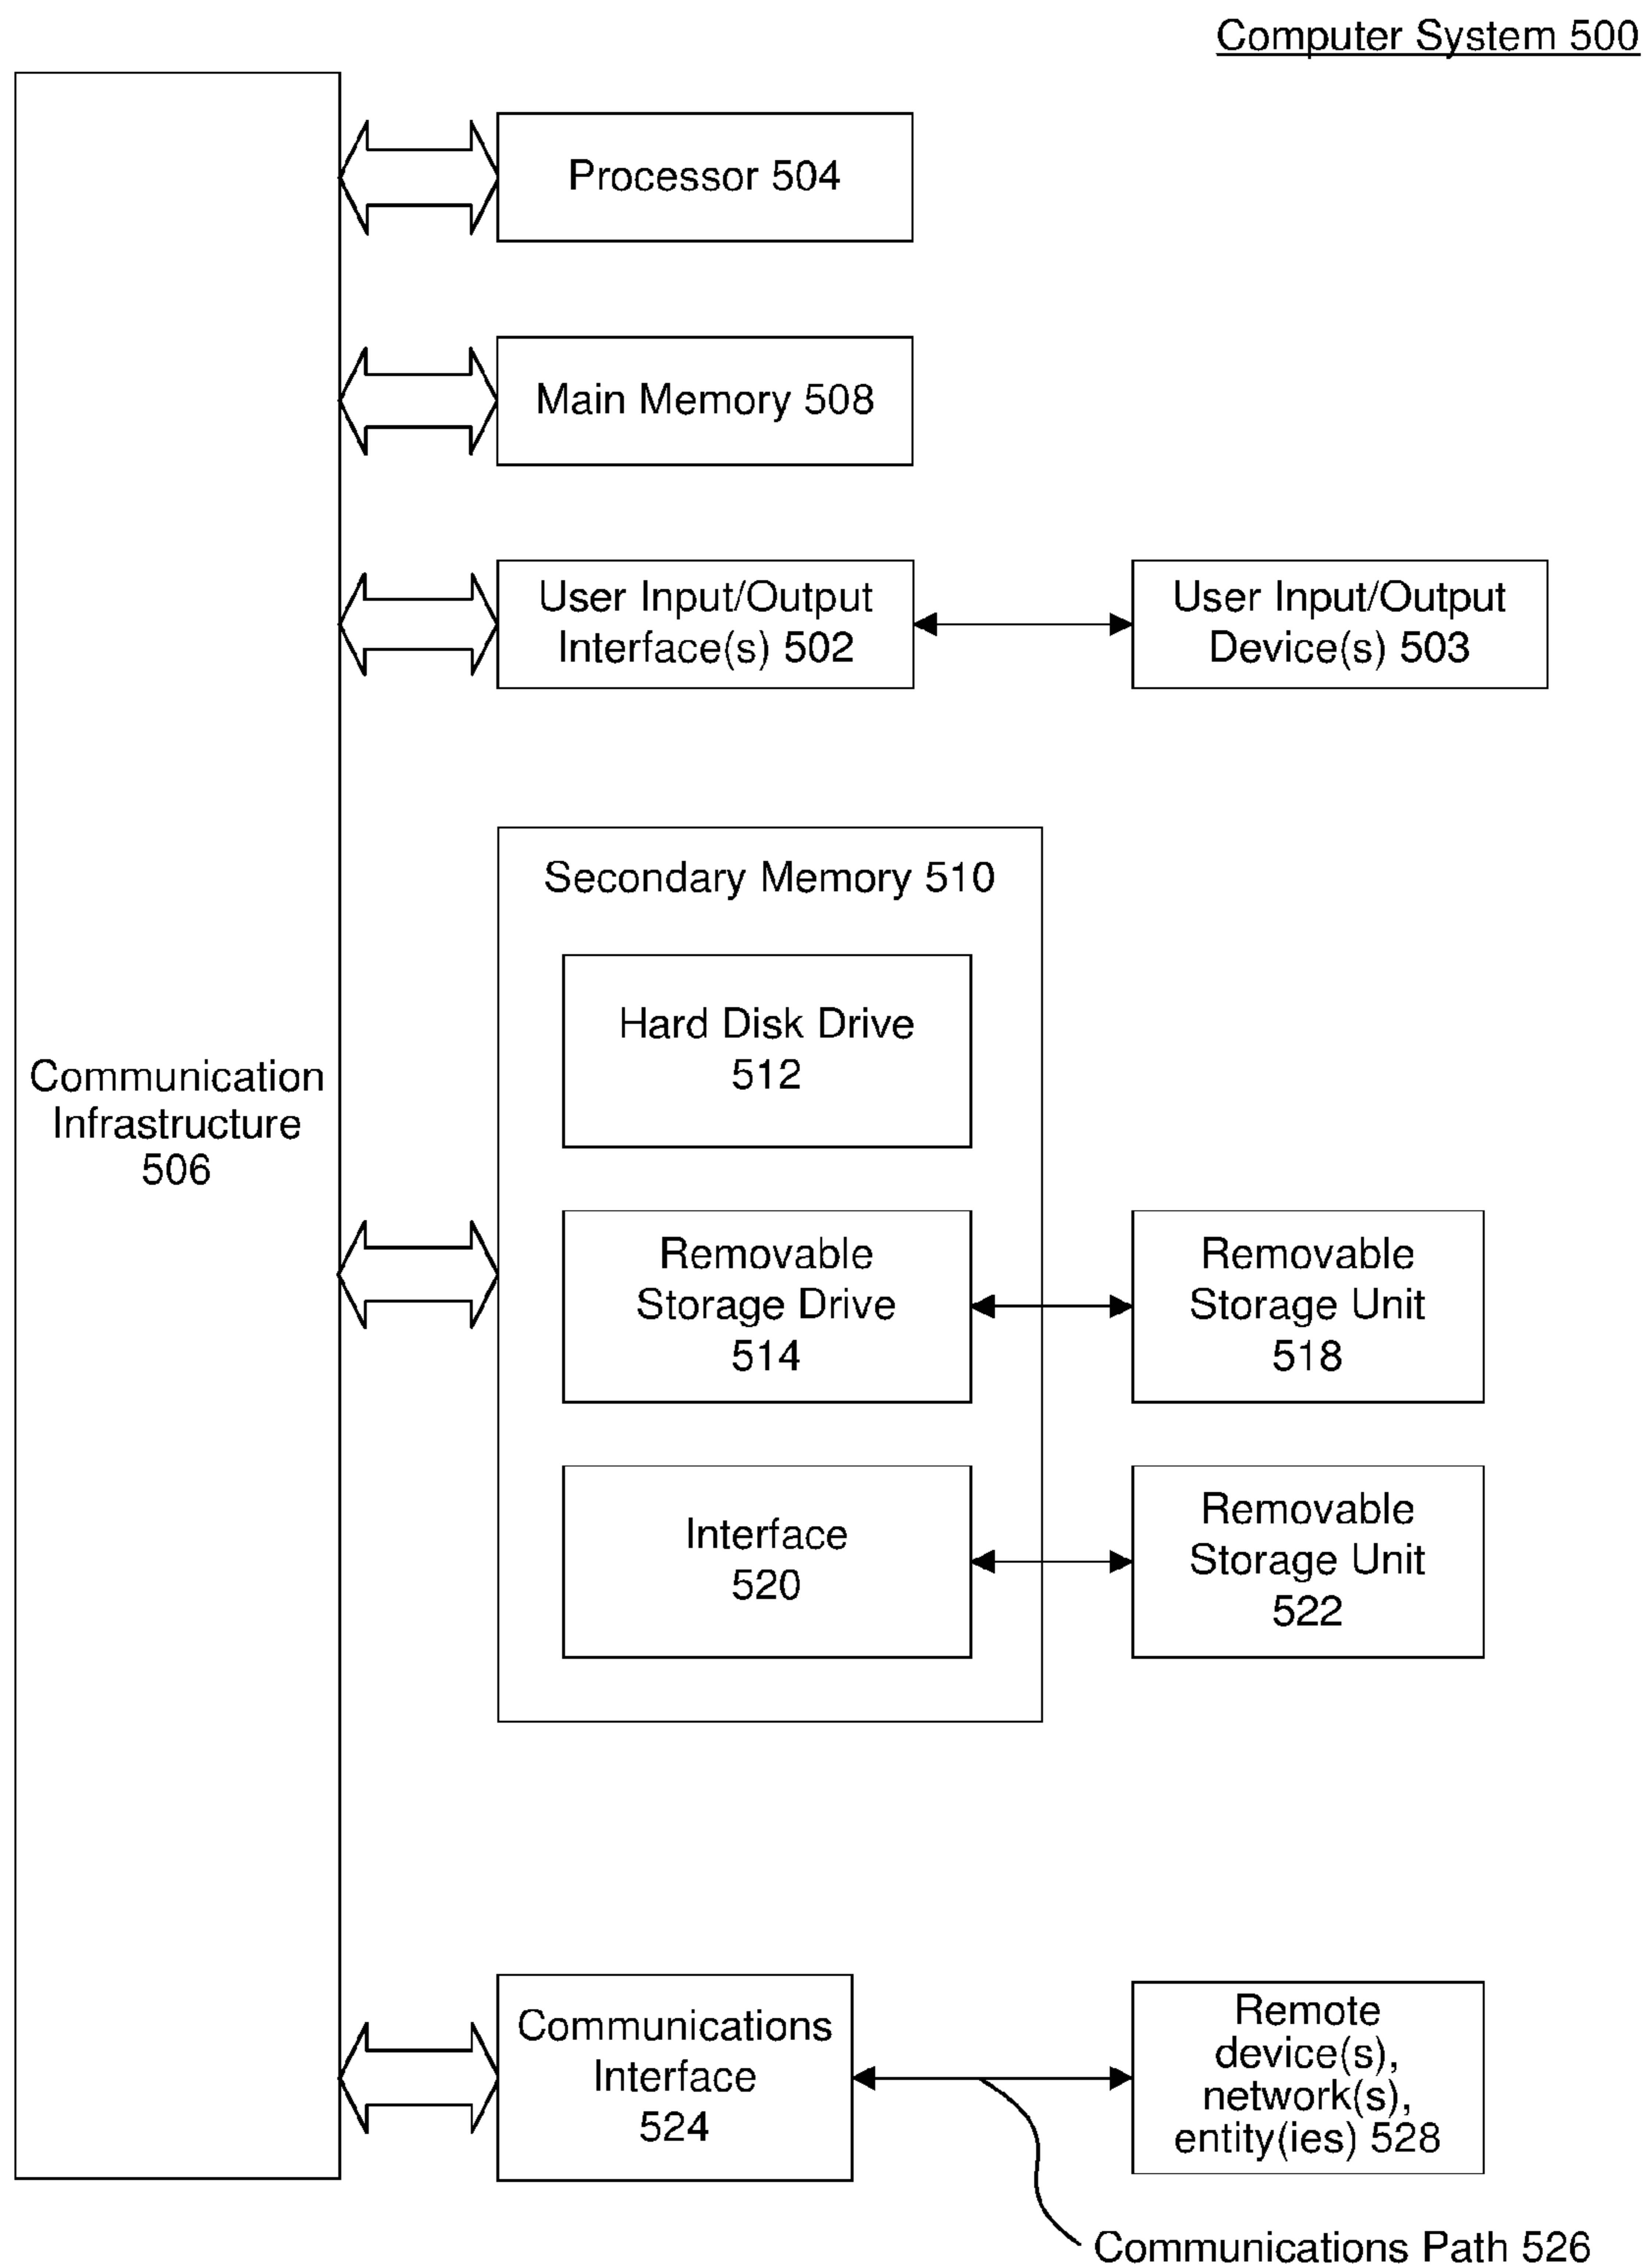 Computer System 500
Processor 504
Main Memory 508
User Input/Output
Interface(s) 502
User Input/Output
Device(s) 503
Secondary Memory 510
Hard Disk Drive
512
Communication
Infrastructure
506
Removable
Storage Drive
514
Removable
Storage Unit
518
Interface
520
Removable
Storage Unit
522
Communications
Interface
524
Remote
device(s),
network(s),
entity(ies) 528
Communications Path 526